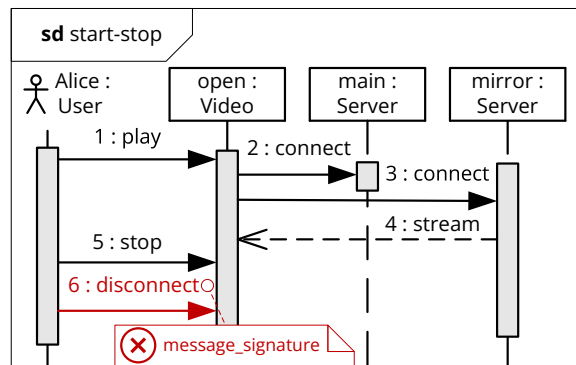 sd start-stop
Alice :
User
open :
Video
main :
Server
mirror :
Server
1 : play
2 : connect
3 : connect
4 : stream
5 : stop
6 : disconnect
message_signature